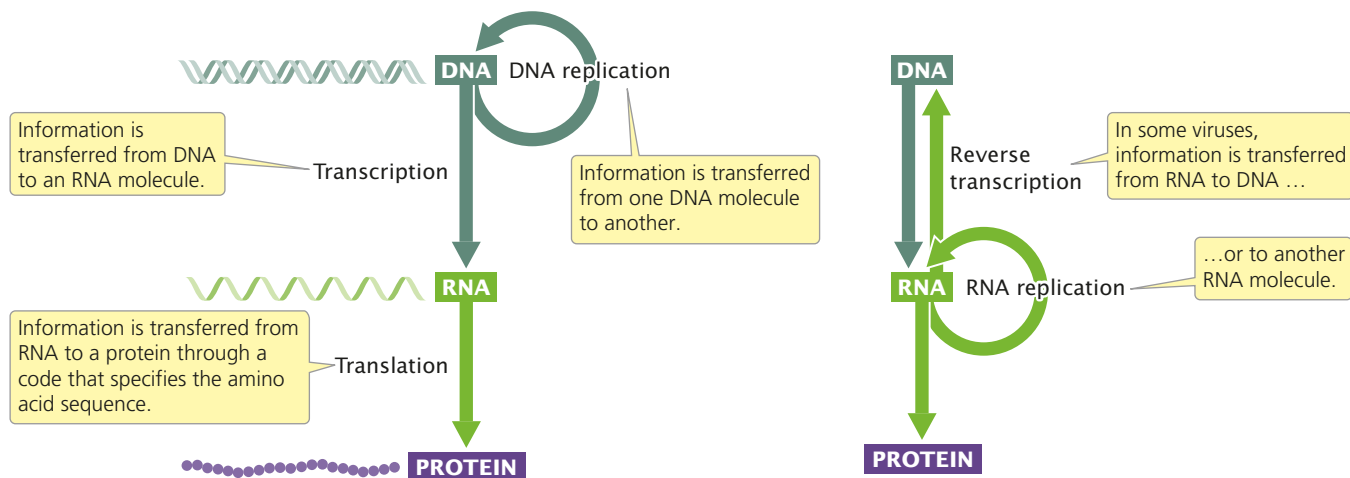 DNA
DNA replication
Information is
transferred from DNA
to an RNA molecule.
Transcription
Information is transferred
from one DNA molecule
to another.
RNA
Information is transferred from
RNA to a protein through a
code that specifies the amino
acid sequence.
Translation
PROTEIN
DNA
Reverse
transcription
In some viruses,
information is transferred
from RNA to DNA …
RNA
RNA replication
…or to another
RNA molecule.
PROTEIN